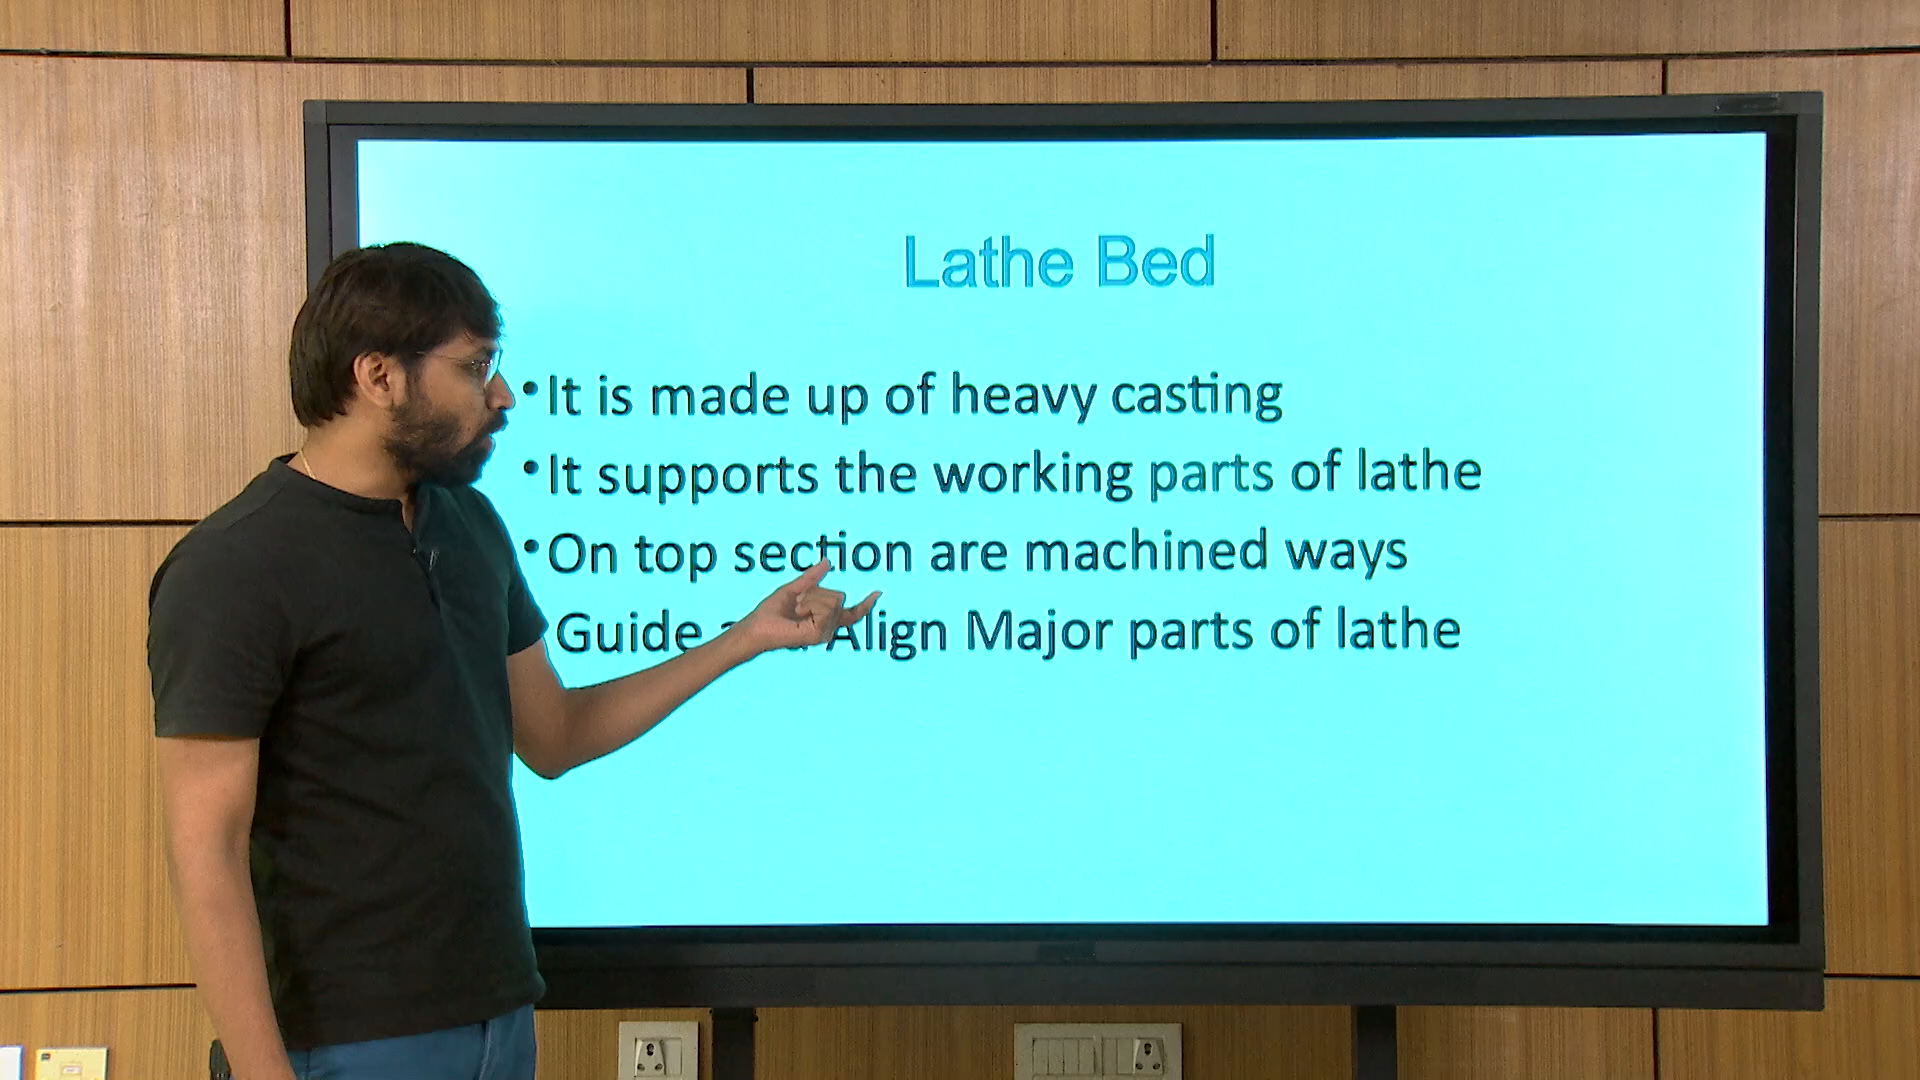 Lathe Bed
•It is made up of heavy casting
•It supports the working parts of lathe
•On top section are machined ways
Guide Align Major parts of lathe